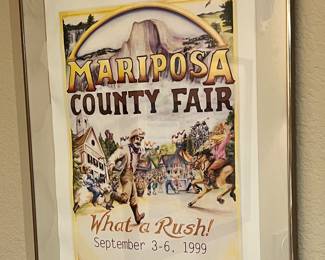 MARIPOSA
COUNTY FAIR
What a Rush!
September 3-6, 1999